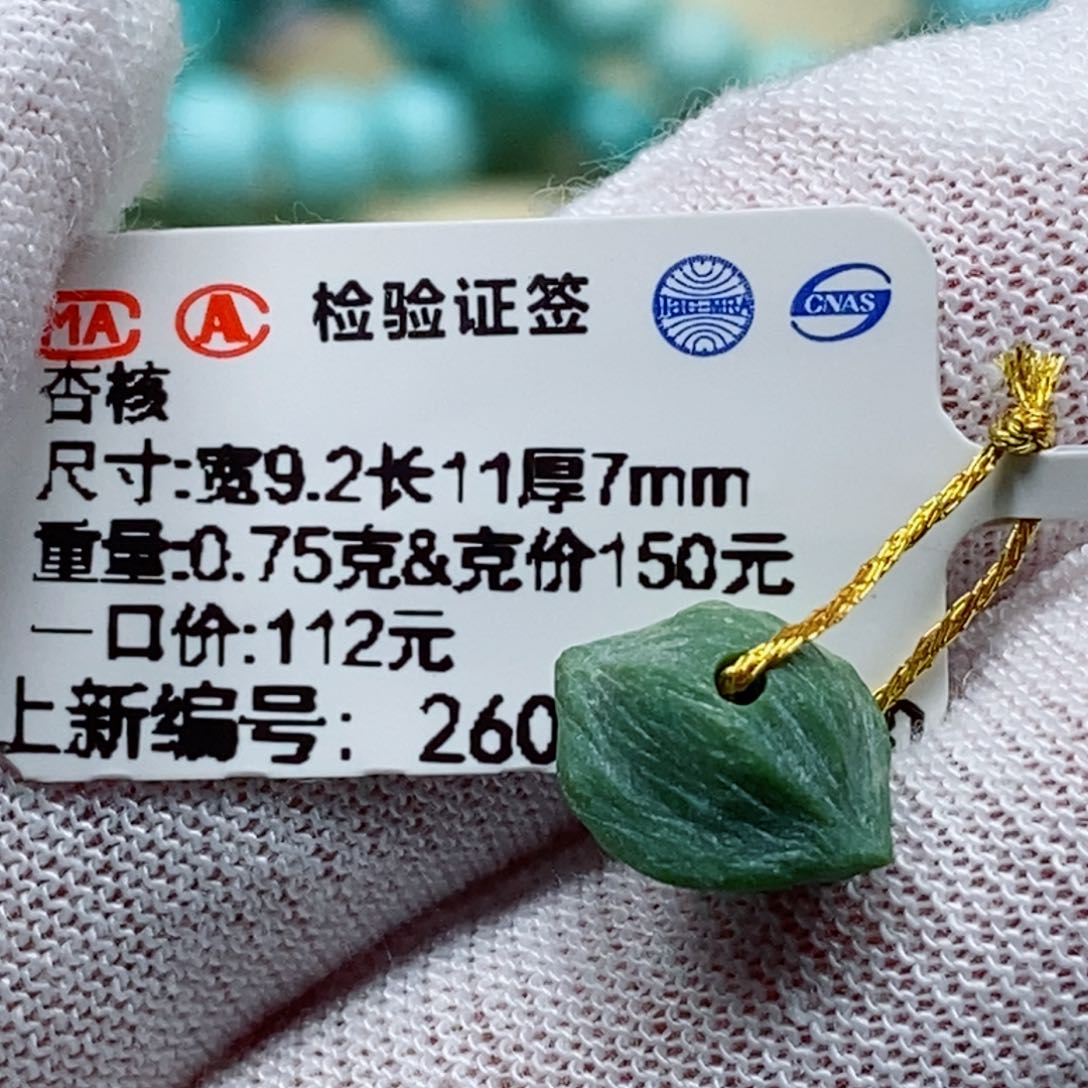 MA A 检验证签 ilac-MRA CNAS
杏核
尺寸:宽9.2长11厚7mm
重量:0.75克&克价150元
一口价:112元
上新编号: 260